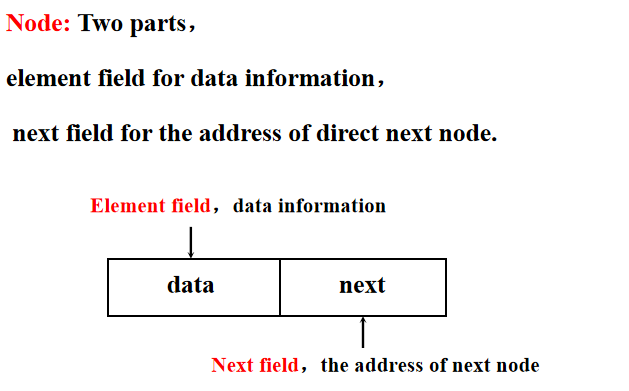 Node: Two parts，
element field for data information，
next field for the address of direct next node.
Element field，data information
data
next
Next field，the address of next node